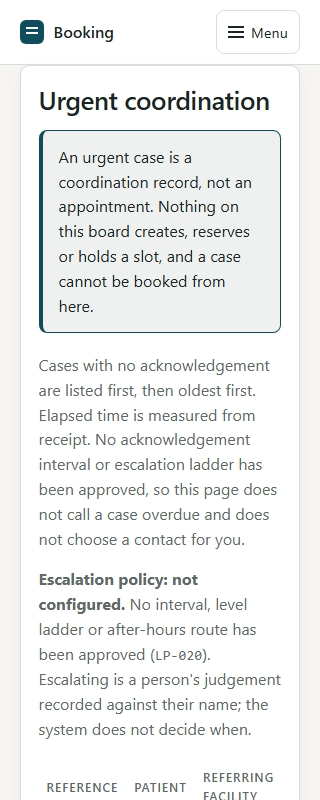 Booking
Menu
Urgent coordination
An urgent case is a
coordination record, not an
appointment. Nothing on
this board creates, reserves
or holds a slot, and a case
cannot be booked from
here.
Cases with no acknowledgement
are listed first, then oldest first.
Elapsed time is measured from
receipt. No acknowledgement
interval or escalation ladder has
been approved, so this page does
not call a case overdue and does
not choose a contact for you.
Escalation policy: not
configured. No interval, level
ladder or after-hours route has
been approved (LP-020).
Escalating is a person's judgement
recorded against their name; the
system does not decide when.
REFERENCE PATIENT REFERRING
FACILITY